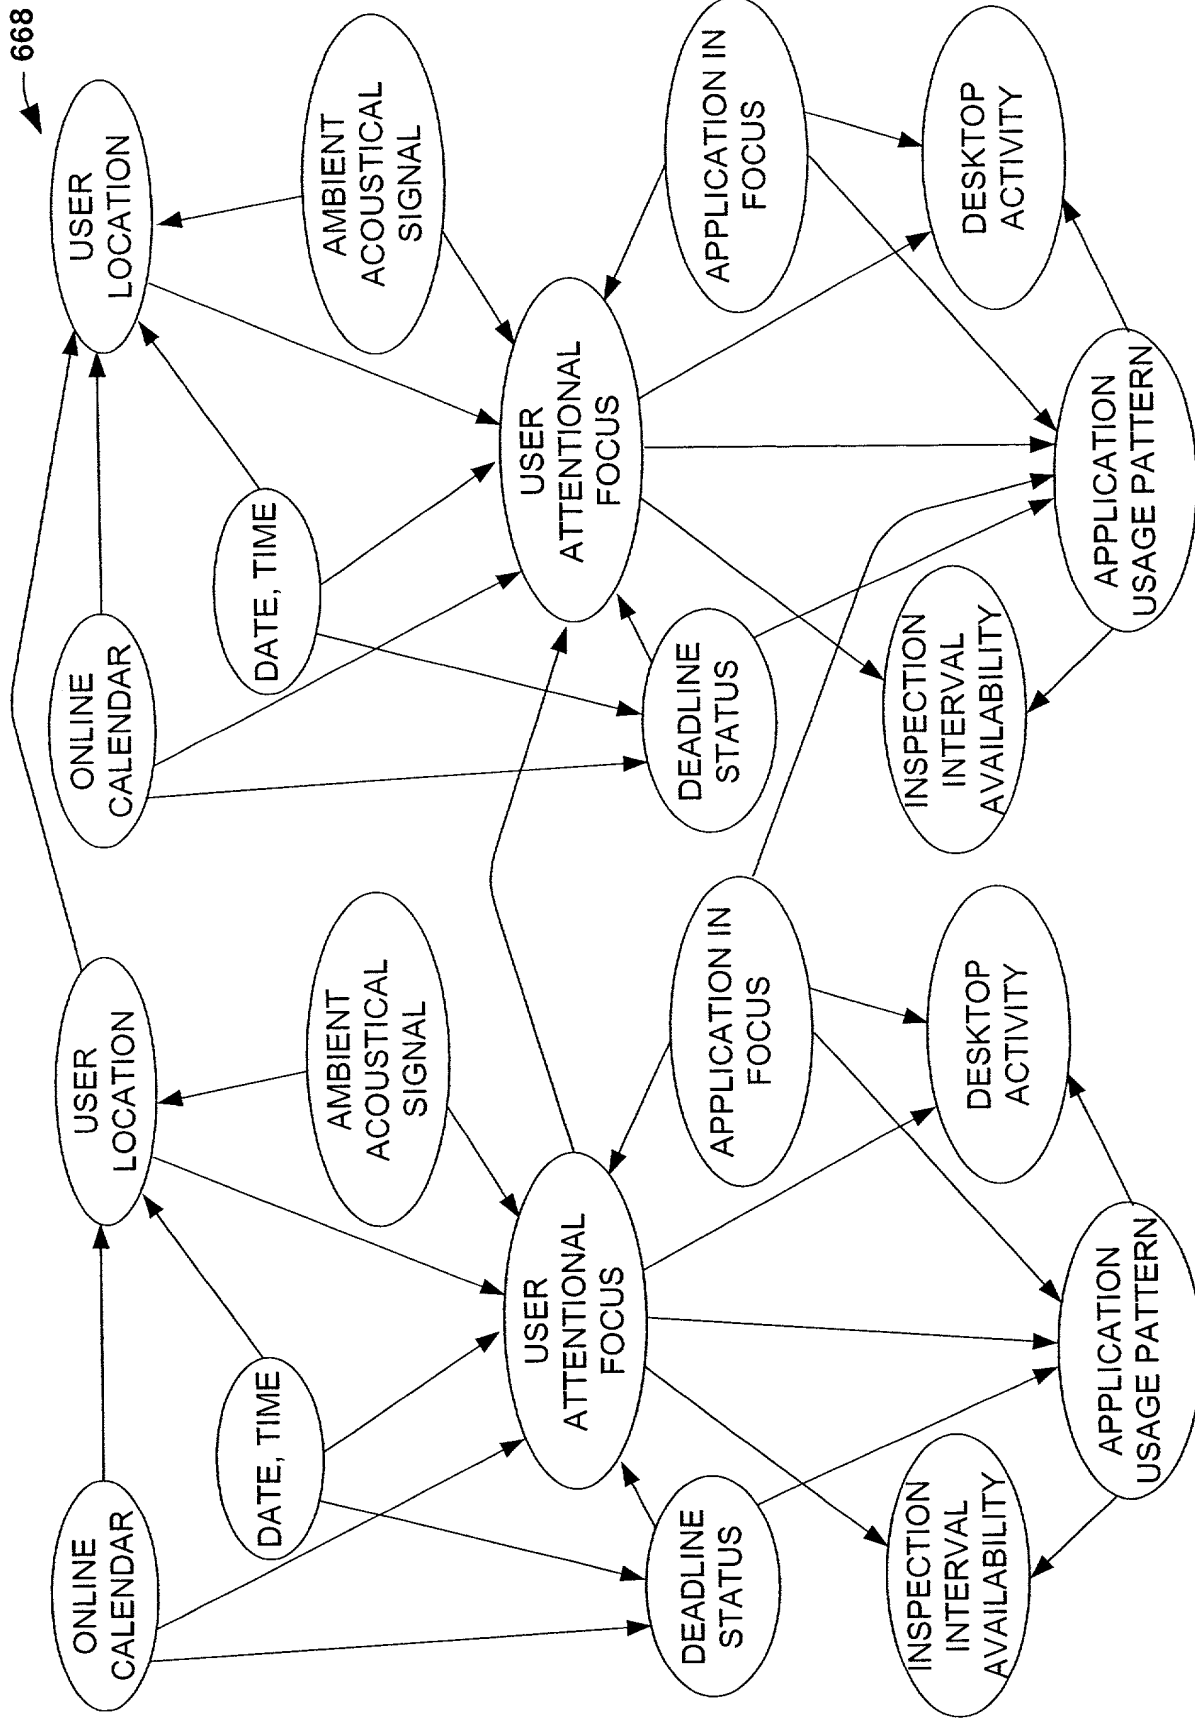 668
ONLINE
CALENDAR
DATE, TIME
USER
LOCATION
AMBIENT
ACOUSTICAL
SIGNAL
USER
ATTENTIONAL
FOCUS
DEADLINE
STATUS
APPLICATION IN
FOCUS
INSPECTION
INTERVAL
AVAILABILITY
DESKTOP
ACTIVITY
APPLICATION
USAGE PATTERN
ONLINE
CALENDAR
DATE, TIME
USER
LOCATION
AMBIENT
ACOUSTICAL
SIGNAL
USER
ATTENTIONAL
FOCUS
DEADLINE
STATUS
APPLICATION IN
FOCUS
INSPECTION
INTERVAL
AVAILABILITY
DESKTOP
ACTIVITY
APPLICATION
USAGE PATTERN